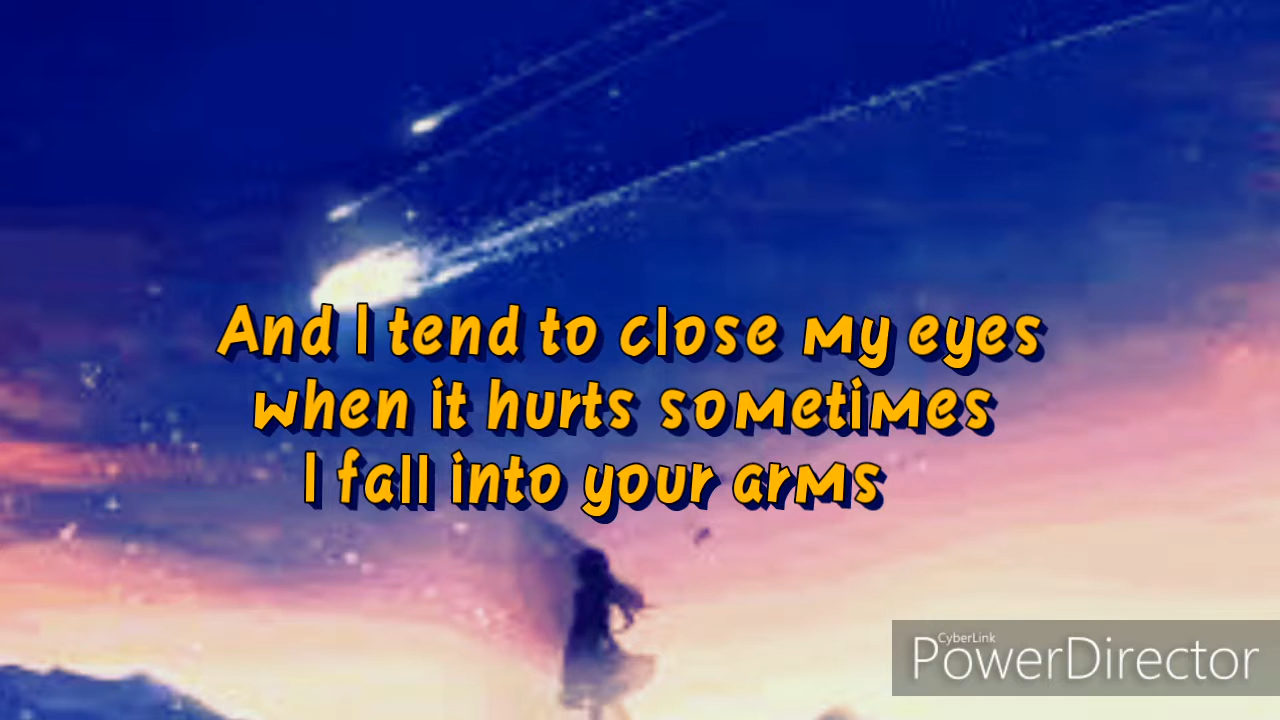 And I tend to close my eyes
when it hurts sometimes
I fall into your arms
CyberLink
PowerDirector